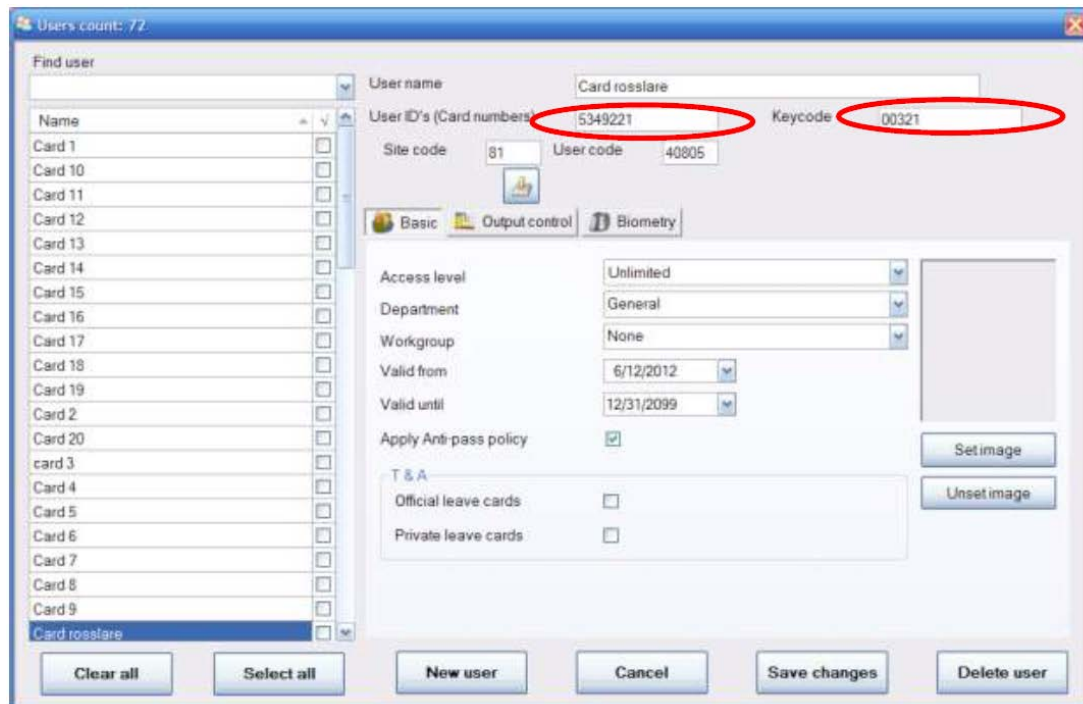 Users count: 72
Find user
Name
√
Card 1
Card 10
Card 11
Card 12
Card 13
Card 14
Card 15
Card 16
Card 17
Card 18
Card 19
Card 2
Card 20
card 3
Card 4
Card 5
Card 6
Card 7
Card 8
Card 9
Card rosslare
User name Card rosslare
User ID's (Card numbers) 5349221 Keycode 00321
Site code 81 User code 40805
Basic Output control Biometry
Access level Unlimited
Department General
Workgroup None
Valid from 6/12/2012
Valid until 12/31/2099
Apply Anti-pass policy
T & A
Official leave cards
Private leave cards
Set image
Unset image
Clear all Select all New user Cancel Save changes Delete user